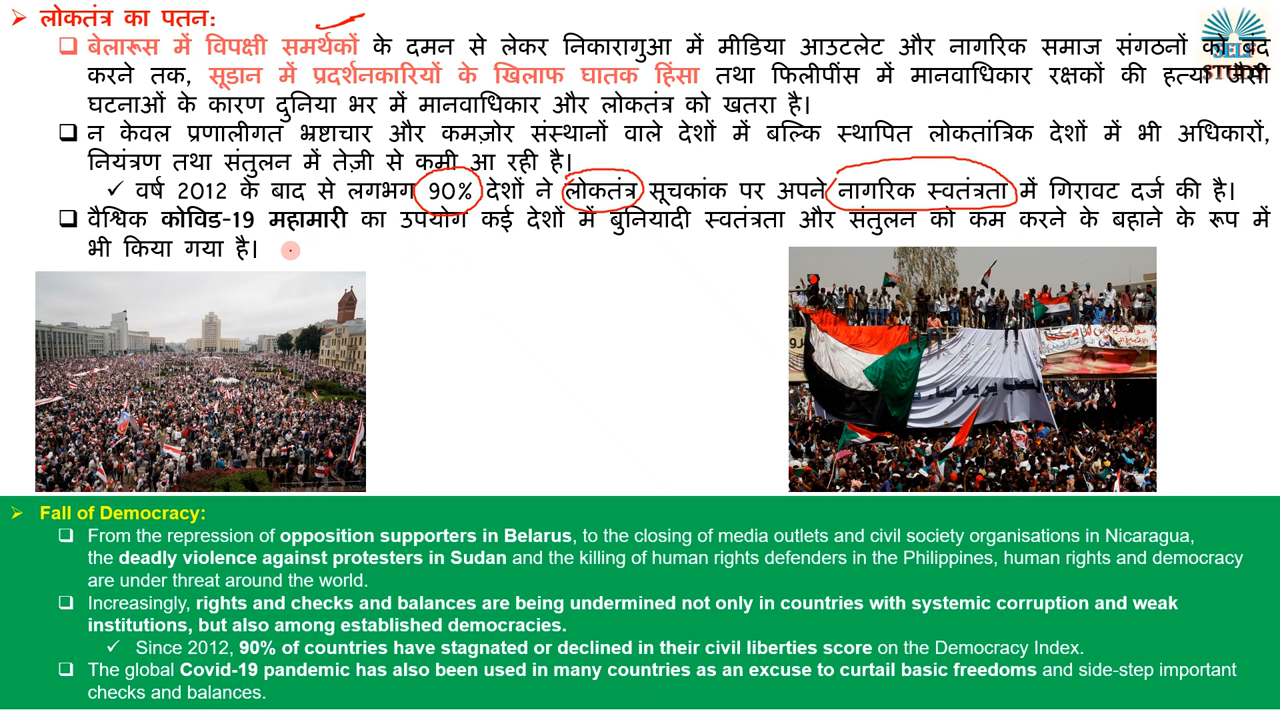 लोकतंत्र का पतन:
बेलारूस में विपक्षी समर्थकों के दमन से लेकर निकारागुआ में मीडिया आउटलेट और नागरिक समाज संगठनों को बंद
करने तक, सूडान में प्रदर्शनकारियों के खिलाफ घातक हिंसा तथा फिलीपींस में मानवाधिकार रक्षकों की हत्या जैसी
घटनाओं के कारण दुनिया भर में मानवाधिकार और लोकतंत्र को खतरा है।
न केवल प्रणालीगत भ्रष्टाचार और कमज़ोर संस्थानों वाले देशों में बल्कि स्थापित लोकतांत्रिक देशों में भी अधिकारों,
नियंत्रण तथा संतुलन में तेज़ी से कमी आ रही है।
वर्ष 2012 के बाद से लगभग 90% देशों ने लोकतंत्र सूचकांक पर अपने नागरिक स्वतंत्रता में गिरावट दर्ज की है।
वैश्विक कोविड-19 महामारी का उपयोग कई देशों में बुनियादी स्वतंत्रता और संतुलन को कम करने के बहाने के रूप में
भी किया गया है।
SELF
STUDY
Fall of Democracy:
From the repression of opposition supporters in Belarus, to the closing of media outlets and civil society organisations in Nicaragua,
the deadly violence against protesters in Sudan and the killing of human rights defenders in the Philippines, human rights and democracy
are under threat around the world.
Increasingly, rights and checks and balances are being undermined not only in countries with systemic corruption and weak
institutions, but also among established democracies.
Since 2012, 90% of countries have stagnated or declined in their civil liberties score on the Democracy Index.
The global Covid-19 pandemic has also been used in many countries as an excuse to curtail basic freedoms and side-step important
checks and balances.